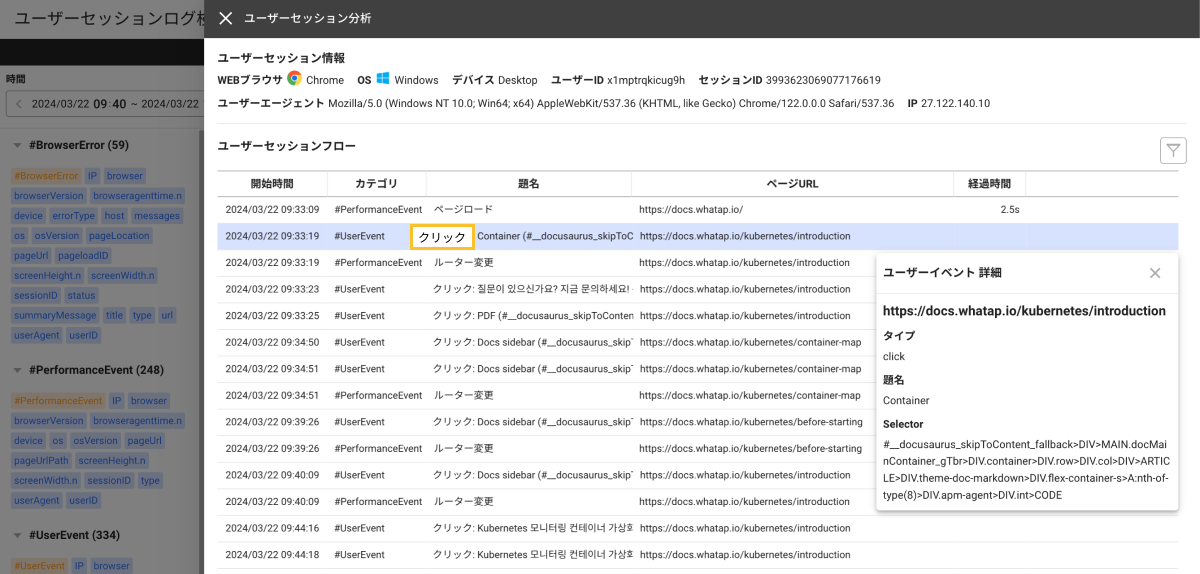 ユーザーセッションログ
ユーザーセッション分析
時間
2024/03/22 09:40 ~ 2024/03/22
#BrowserError (59)
#BrowserError IP browser
browserVersion browseragenttime.n
device errorType host messages
os osVersion pageLocation
pageUrl pageloadID
screenHeight.n screenWidth.n
sessionID status
summaryMessage title type url
userAgent userID
#PerformanceEvent (248)
#PerformanceEvent IP browser
browserVersion browseragenttime.n
device os osVersion pageUrl
pageUrlPath screenHeight.n
screenWidth.n sessionID type
userAgent userID
#UserEvent (334)
#UserEvent IP browser
ユーザーセッション情報
WEBブラウザ Chrome OS Windows デバイス Desktop ユーザーID x1mptrqkicug9h セッションID 3993623069077176619
ユーザーエージェント Mozilla/5.0 (Windows NT 10.0; Win64; x64) AppleWebKit/537.36 (KHTML, like Gecko) Chrome/122.0.0.0 Safari/537.36 IP 27.122.140.10
ユーザーセッションフロー
開始時間 カテゴリ 題名 ページURL 経過時間
2024/03/22 09:33:09 #PerformanceEvent ページロード https://docs.whatap.io/ 2.5s
2024/03/22 09:33:19 #UserEvent クリック Container (#__docusaurus_skipToC https://docs.whatap.io/kubernetes/introduction
2024/03/22 09:33:19 #PerformanceEvent ルーター変更 https://docs.whatap.io/kubernetes/introduction
2024/03/22 09:33:23 #UserEvent クリック: 질문이 있으신가요? 지금 문의하세요! https://docs.whatap.io/kubernetes/introduction
2024/03/22 09:33:25 #UserEvent クリック: PDF (#__docusaurus_skipToConten https://docs.whatap.io/kubernetes/introduction
2024/03/22 09:34:50 #UserEvent クリック: Docs sidebar (#__docusaurus_skip https://docs.whatap.io/kubernetes/container-map
2024/03/22 09:34:51 #UserEvent クリック: Docs sidebar (#__docusaurus_skip https://docs.whatap.io/kubernetes/container-map
2024/03/22 09:34:51 #PerformanceEvent ルーター変更 https://docs.whatap.io/kubernetes/container-map
2024/03/22 09:39:26 #UserEvent クリック: Docs sidebar (#__docusaurus_skip https://docs.whatap.io/kubernetes/before-starting
2024/03/22 09:39:26 #PerformanceEvent ルーター変更 https://docs.whatap.io/kubernetes/before-starting
2024/03/22 09:40:09 #UserEvent クリック: Docs sidebar (#__docusaurus_skip https://docs.whatap.io/kubernetes/introduction
2024/03/22 09:40:09 #PerformanceEvent ルーター変更 https://docs.whatap.io/kubernetes/introduction
2024/03/22 09:44:16 #UserEvent クリック: Kubernetes 모니터링 컨테이너 가상화 https://docs.whatap.io/kubernetes/introduction
2024/03/22 09:44:18 #UserEvent クリック: Kubernetes 모니터링 컨테이너 가상화 https://docs.whatap.io/kubernetes/introduction
ユーザーイベント 詳細
https://docs.whatap.io/kubernetes/introduction
タイプ
click
題名
Container
Selector
#__docusaurus_skipToContent_fallback>DIV>MAIN.docMai
nContainer_gTbr>DIV.container>DIV.row>DIV.col>DIV>ARTIC
LE>DIV.theme-doc-markdown>DIV.flex-container-s>A:nth-of-
type(8)>DIV.apm-agent>DIV.int>CODE